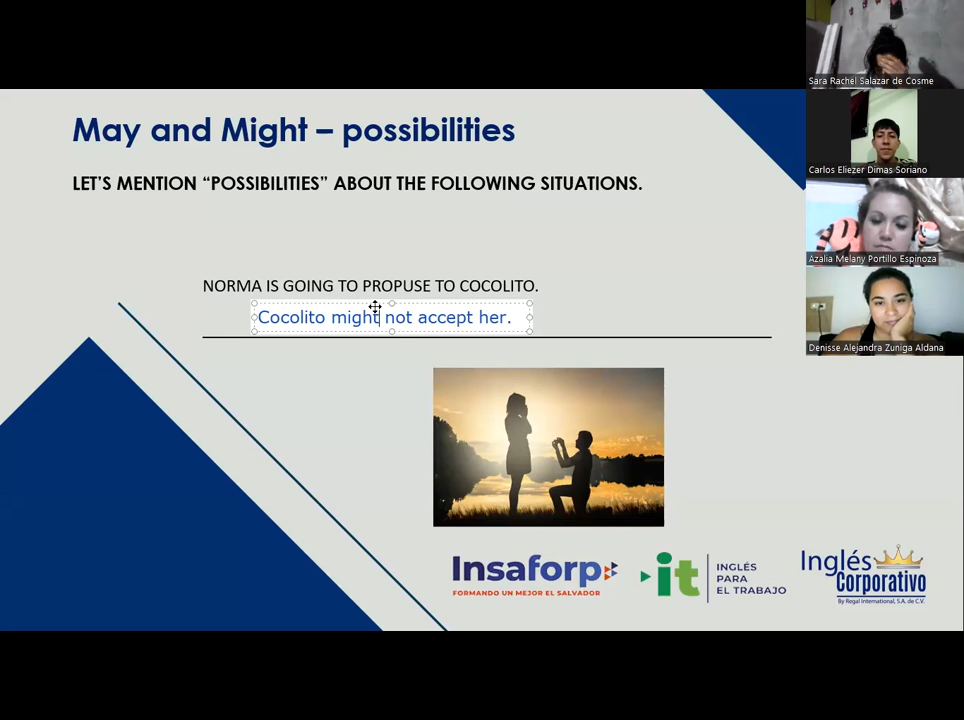 May and Might – possibilities
LET’S MENTION “POSSIBILITIES” ABOUT THE FOLLOWING SITUATIONS.
NORMA IS GOING TO PROPUSE TO COCOLITO.
Cocolito might not accept her.
Insaforp
FORMANDO UN MEJOR EL SALVADOR
it
INGLÉS
PARA
EL TRABAJO
Inglés
Corporativo
By Regal International, S.A. de C.V.
Sara Rachel Salazar de Cosme
Carlos Eliezer Dimas Soriano
Azalia Melany Portillo Espinoza
Denisse Alejandra Zuniga Aldana